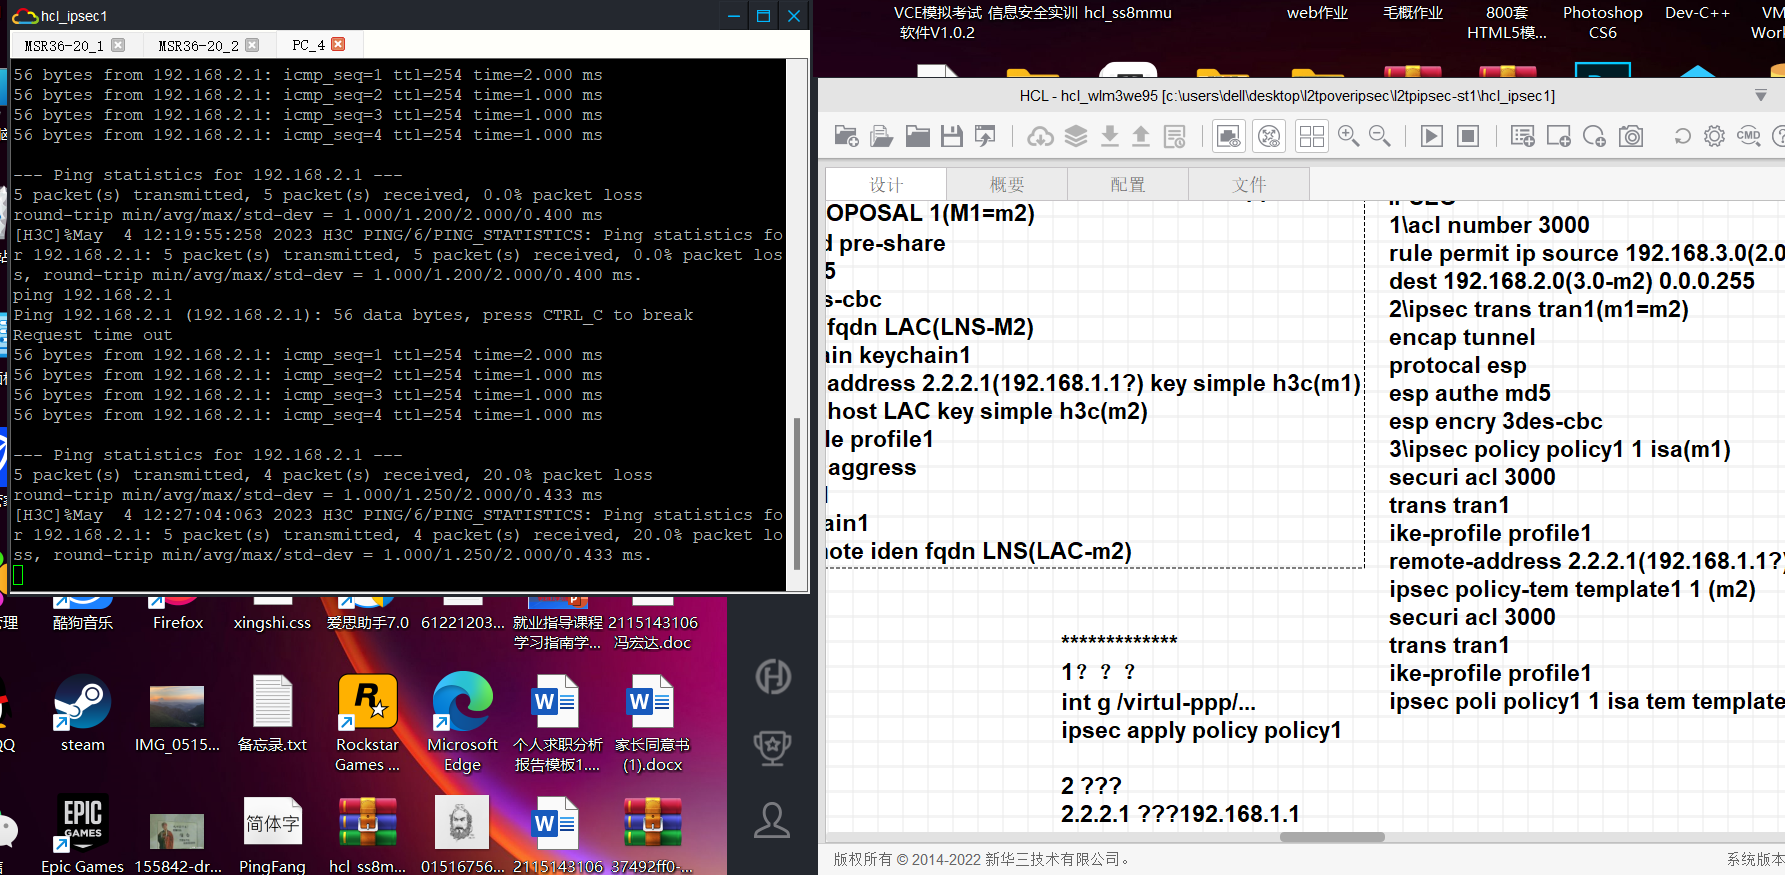 hcl_ipsec1
MSR36-20_1
MSR36-20_2
PC_4
56 bytes from 192.168.2.1: icmp_seq=1 ttl=254 time=2.000 ms
56 bytes from 192.168.2.1: icmp_seq=2 ttl=254 time=1.000 ms
56 bytes from 192.168.2.1: icmp_seq=3 ttl=254 time=1.000 ms
56 bytes from 192.168.2.1: icmp_seq=4 ttl=254 time=1.000 ms
--- Ping statistics for 192.168.2.1 ---
5 packet(s) transmitted, 5 packet(s) received, 0.0% packet loss
round-trip min/avg/max/std-dev = 1.000/1.200/2.000/0.400 ms
[H3C]%May  4 12:19:55:258 2023 H3C PING/6/PING_STATISTICS: Ping statistics fo
r 192.168.2.1: 5 packet(s) transmitted, 5 packet(s) received, 0.0% packet los
s, round-trip min/avg/max/std-dev = 1.000/1.200/2.000/0.400 ms.
ping 192.168.2.1
Ping 192.168.2.1 (192.168.2.1): 56 data bytes, press CTRL_C to break
Request time out
56 bytes from 192.168.2.1: icmp_seq=1 ttl=254 time=2.000 ms
56 bytes from 192.168.2.1: icmp_seq=2 ttl=254 time=1.000 ms
56 bytes from 192.168.2.1: icmp_seq=3 ttl=254 time=1.000 ms
56 bytes from 192.168.2.1: icmp_seq=4 ttl=254 time=1.000 ms
--- Ping statistics for 192.168.2.1 ---
5 packet(s) transmitted, 4 packet(s) received, 20.0% packet loss
round-trip min/avg/max/std-dev = 1.000/1.250/2.000/0.433 ms
[H3C]%May  4 12:27:04:063 2023 H3C PING/6/PING_STATISTICS: Ping statistics fo
r 192.168.2.1: 5 packet(s) transmitted, 4 packet(s) received, 20.0% packet lo
ss, round-trip min/avg/max/std-dev = 1.000/1.250/2.000/0.433 ms.
VCE模拟考试 信息安全实训 hcl_ss8mmu
软件V1.0.2
web作业
毛概作业
800套
HTML5模...
Photoshop
CS6
Dev-C++
VM
Work
HCL - hcl_wlm3we95 [c:\users\dell\desktop\l2tpoveripsec\l2tpipsec-st1\hcl_ipsec1]
CMD
设计
概要
配置
文件
OPOSAL 1(M1=m2)
d pre-share
5
s-cbc
fqdn LAC(LNS-M2)
ain keychain1
address 2.2.2.1(192.168.1.1?) key simple h3c(m1)
host LAC key simple h3c(m2)
le profile1
aggress
ain1
note iden fqdn LNS(LAC-m2)
*************
1？？？
int g /virtul-ppp/...
ipsec apply policy policy1
2 ???
2.2.2.1 ???192.168.1.1
1\acl number 3000
rule permit ip source 192.168.3.0(2.0
dest 192.168.2.0(3.0-m2) 0.0.0.255
2\ipsec trans tran1(m1=m2)
encap tunnel
protocal esp
esp authe md5
esp encry 3des-cbc
3\ipsec policy policy1 1 isa(m1)
securi acl 3000
trans tran1
ike-profile profile1
remote-address 2.2.2.1(192.168.1.1?)
ipsec policy-tem template1 1 (m2)
securi acl 3000
trans tran1
ike-profile profile1
ipsec poli policy1 1 isa tem template
版权所有 © 2014-2022 新华三技术有限公司。
系统版本
管理
酷狗音乐
Firefox
xingshi.css
爱思助手7.0
61221203...
就业指导课程
学习指南学...
2115143106
冯宏达.doc
QQ
steam
IMG_0515...
备忘录.txt
Rockstar
Games ...
Microsoft
Edge
个人求职分析
报告模板1....
家长同意书
(1).docx
EPIC
GAMES
简体字
Epic Games
155842-dr...
PingFang
hcl_ss8m...
01516756...
2115143106
37492ff0-...